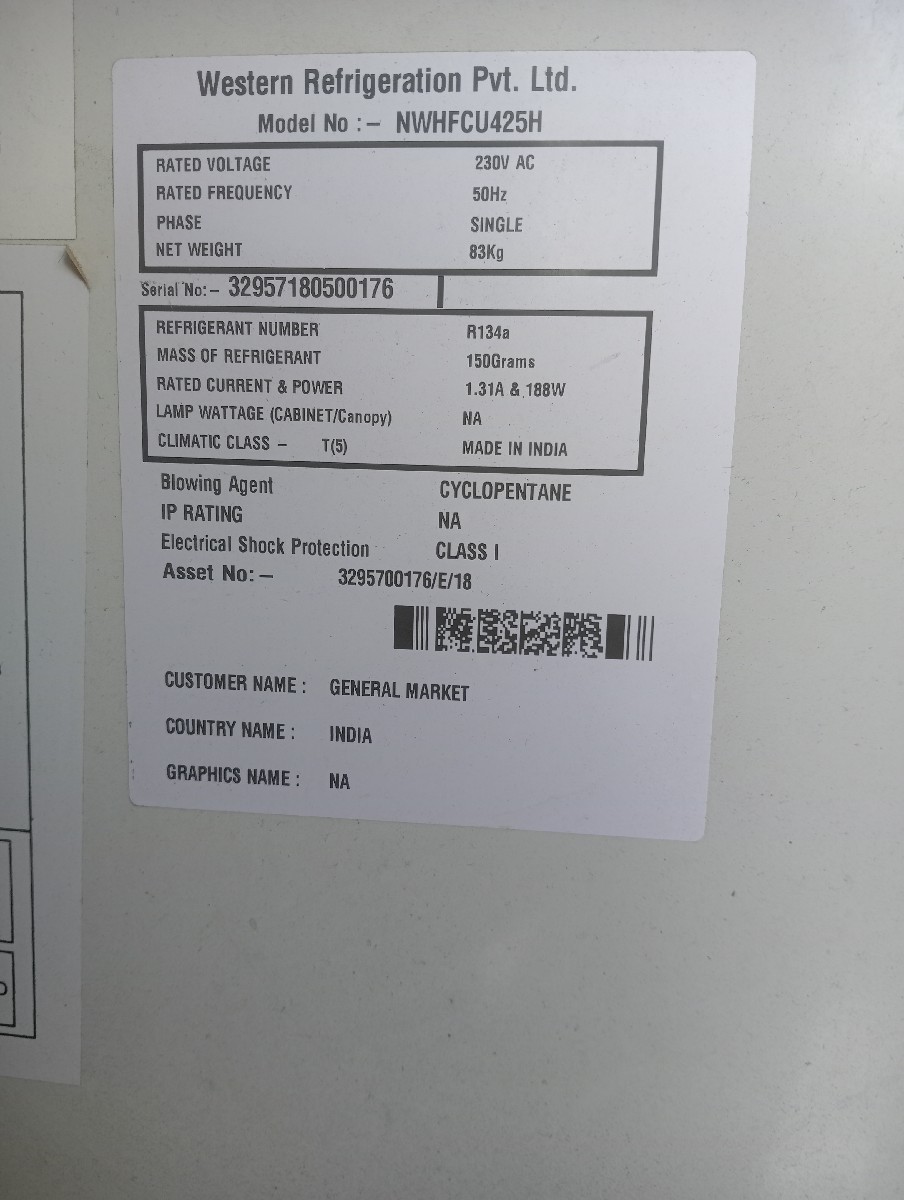 Western Refrigeration Pvt. Ltd.
Model No :– NWHFCU425H
RATED VOLTAGE 230V AC
RATED FREQUENCY 50Hz
PHASE SINGLE
NET WEIGHT 83Kg
Serial No:– 32957180500176
REFRIGERANT NUMBER R134a
MASS OF REFRIGERANT 150Grams
RATED CURRENT & POWER 1.31A & 188W
LAMP WATTAGE (CABINET/Canopy) NA
CLIMATIC CLASS – T(5) MADE IN INDIA
Blowing Agent CYCLOPENTANE
IP RATING NA
Electrical Shock Protection CLASS I
Asset No:– 3295700176/E/18
CUSTOMER NAME : GENERAL MARKET
COUNTRY NAME : INDIA
GRAPHICS NAME : NA